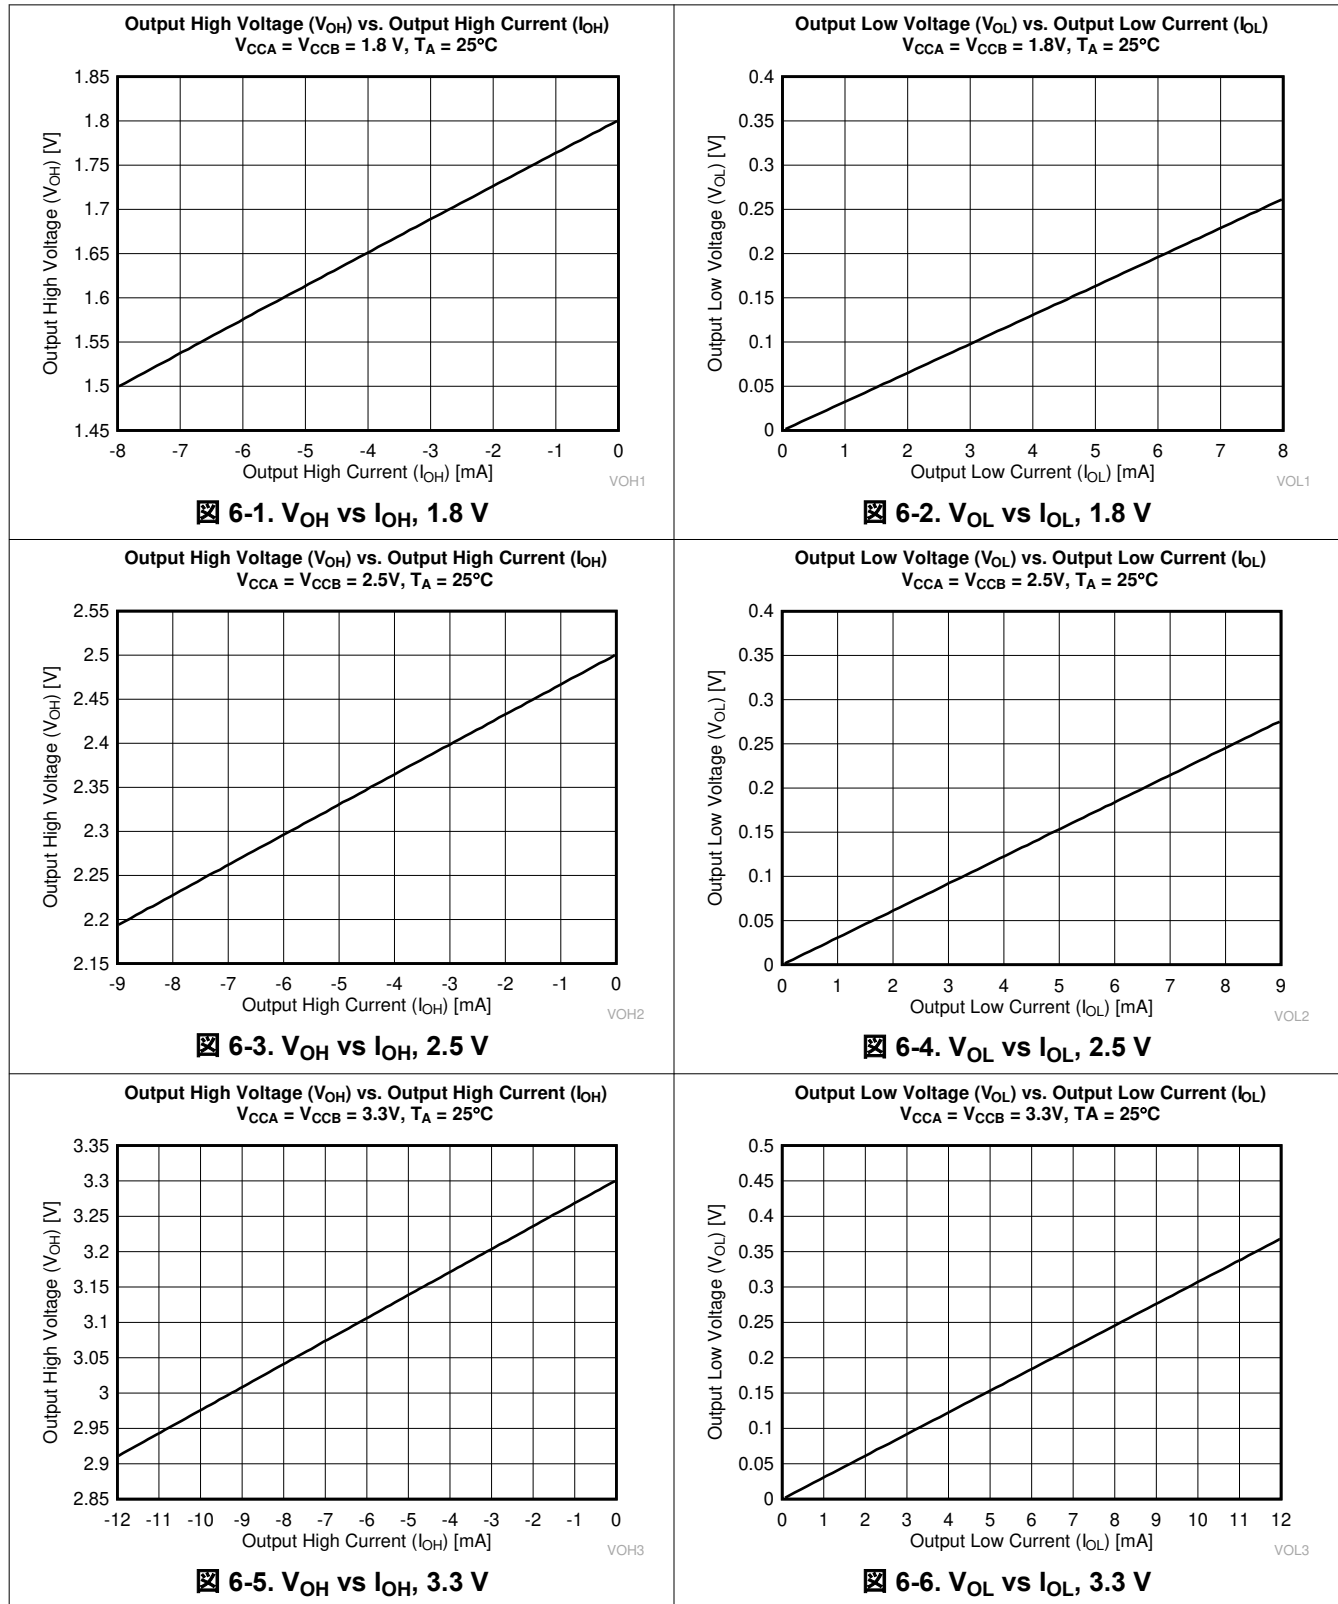 Output High Voltage (VOH) vs. Output High Current (IOH)
VCCA = VCCB = 1.8 V, TA = 25°C
1.85
1.8
1.75
1.7
1.65
1.6
1.55
1.5
1.45
Output High Voltage (VOH) [V]
-8 -7 -6 -5 -4 -3 -2 -1 0
Output High Current (IOH) [mA]
VOH1
図 6-1. VOH vs IOH, 1.8 V
Output Low Voltage (VOL) vs. Output Low Current (IOL)
VCCA = VCCB = 1.8V, TA = 25°C
0.4
0.35
0.3
0.25
0.2
0.15
0.1
0.05
0
Output Low Voltage (VOL) [V]
0 1 2 3 4 5 6 7 8
Output Low Current (IOL) [mA]
VOL1
図 6-2. VOL vs IOL, 1.8 V
Output High Voltage (VOH) vs. Output High Current (IOH)
VCCA = VCCB = 2.5V, TA = 25°C
2.55
2.5
2.45
2.4
2.35
2.3
2.25
2.2
2.15
Output High Voltage (VOH) [V]
-9 -8 -7 -6 -5 -4 -3 -2 -1 0
Output High Current (IOH) [mA]
VOH2
図 6-3. VOH vs IOH, 2.5 V
Output Low Voltage (VOL) vs. Output Low Current (IOL)
VCCA = VCCB = 2.5V, TA = 25°C
0.4
0.35
0.3
0.25
0.2
0.15
0.1
0.05
0
Output Low Voltage (VOL) [V]
0 1 2 3 4 5 6 7 8 9
Output Low Current (IOL) [mA]
VOL2
図 6-4. VOL vs IOL, 2.5 V
Output High Voltage (VOH) vs. Output High Current (IOH)
VCCA = VCCB = 3.3V, TA = 25°C
3.35
3.3
3.25
3.2
3.15
3.1
3.05
3
2.95
2.9
2.85
Output High Voltage (VOH) [V]
-12 -11 -10 -9 -8 -7 -6 -5 -4 -3 -2 -1 0
Output High Current (IOH) [mA]
VOH3
図 6-5. VOH vs IOH, 3.3 V
Output Low Voltage (VOL) vs. Output Low Current (IOL)
VCCA = VCCB = 3.3V, TA = 25°C
0.5
0.45
0.4
0.35
0.3
0.25
0.2
0.15
0.1
0.05
0
Output Low Voltage (VOL) [V]
0 1 2 3 4 5 6 7 8 9 10 11 12
Output Low Current (IOL) [mA]
VOL3
図 6-6. VOL vs IOL, 3.3 V